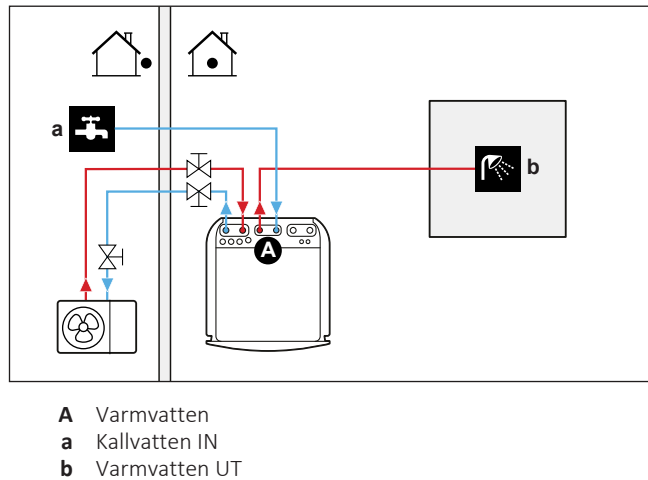 a
b
A
A Varmvatten
a Kallvatten IN
b Varmvatten UT